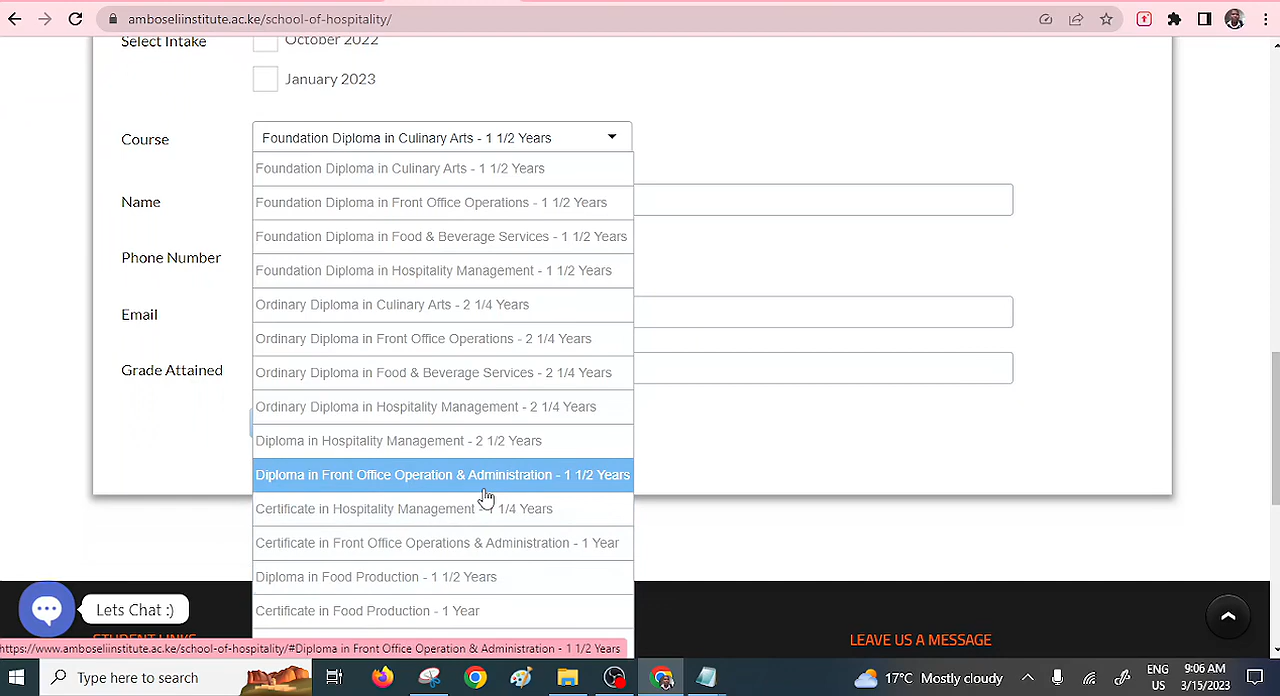 amboseliinstitute.ac.ke/school-of-hospitality/
Select Intake
October 2022
January 2023
Course
Foundation Diploma in Culinary Arts - 1 1/2 Years
Foundation Diploma in Culinary Arts - 1 1/2 Years
Foundation Diploma in Front Office Operations - 1 1/2 Years
Name
Foundation Diploma in Food & Beverage Services - 1 1/2 Years
Phone Number
Foundation Diploma in Hospitality Management - 1 1/2 Years
Ordinary Diploma in Culinary Arts - 2 1/4 Years
Email
Ordinary Diploma in Front Office Operations - 2 1/4 Years
Ordinary Diploma in Food & Beverage Services - 2 1/4 Years
Grade Attained
Ordinary Diploma in Hospitality Management - 2 1/4 Years
Diploma in Hospitality Management - 2 1/2 Years
Diploma in Front Office Operation & Administration - 1 1/2 Years
Certificate in Hospitality Management - 1 1/4 Years
Certificate in Front Office Operations & Administration - 1 Year
Diploma in Food Production - 1 1/2 Years
Certificate in Food Production - 1 Year
Lets Chat :)
STUDENT LINKS
LEAVE US A MESSAGE
https://www.amboseliinstitute.ac.ke/school-of-hospitality/#Diploma in Front Office Operation & Administration - 1 1/2 Years
Type here to search
17°C Mostly cloudy
ENG
US
9:06 AM
3/15/2023